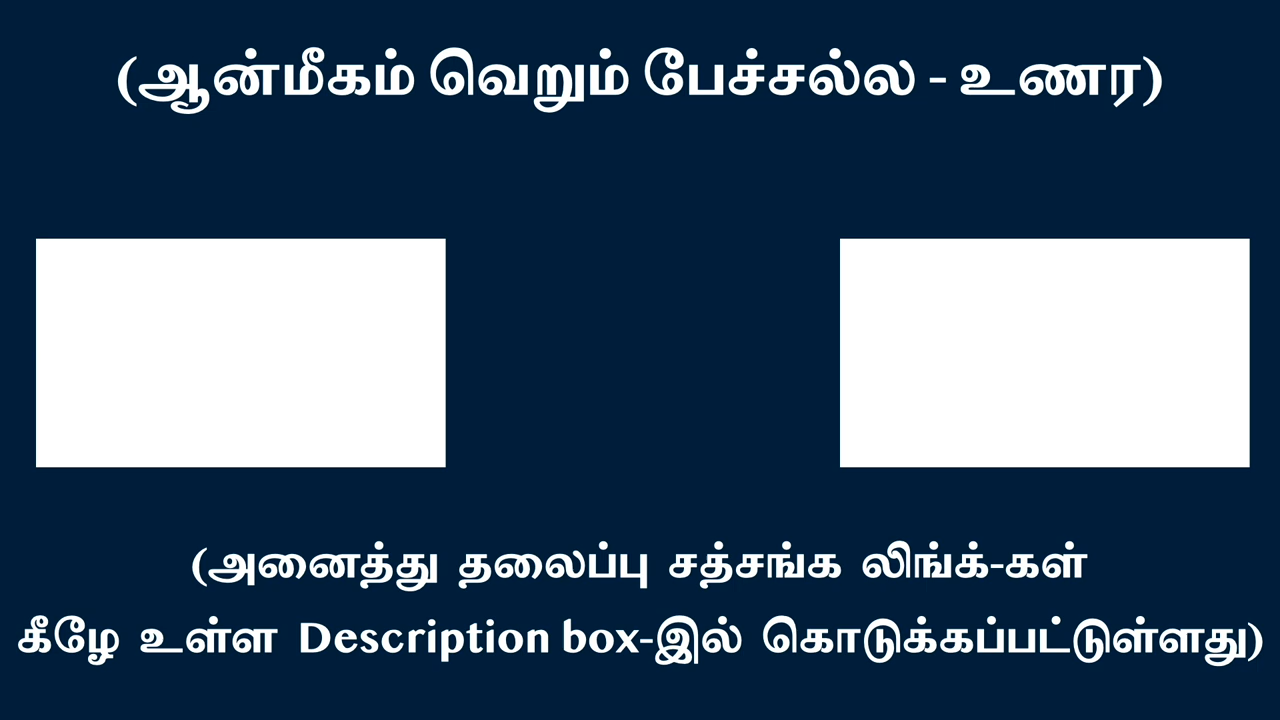 (ஆன்மீகம் வெறும் பேச்சல்ல - உணர)
(அனைத்து தலைப்பு சத்சங்க லிங்க்-கள்
கீழே உள்ள Description box-இல் கொடுக்கப்பட்டுள்ளது)